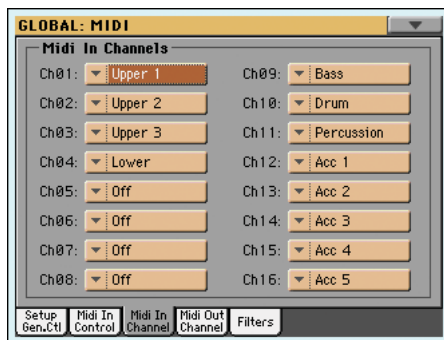 GLOBAL: MIDI
Midi In Channels
Ch01: Upper 1
Ch02: Upper 2
Ch03: Upper 3
Ch04: Lower
Ch05: Off
Ch06: Off
Ch07: Off
Ch08: Off
Ch09: Bass
Ch10: Drum
Ch11: Percussion
Ch12: Acc 1
Ch13: Acc 2
Ch14: Acc 3
Ch15: Acc 4
Ch16: Acc 5
Setup Gen.Ctl
Midi In Control
Midi In Channel
Midi Out Channel
Filters